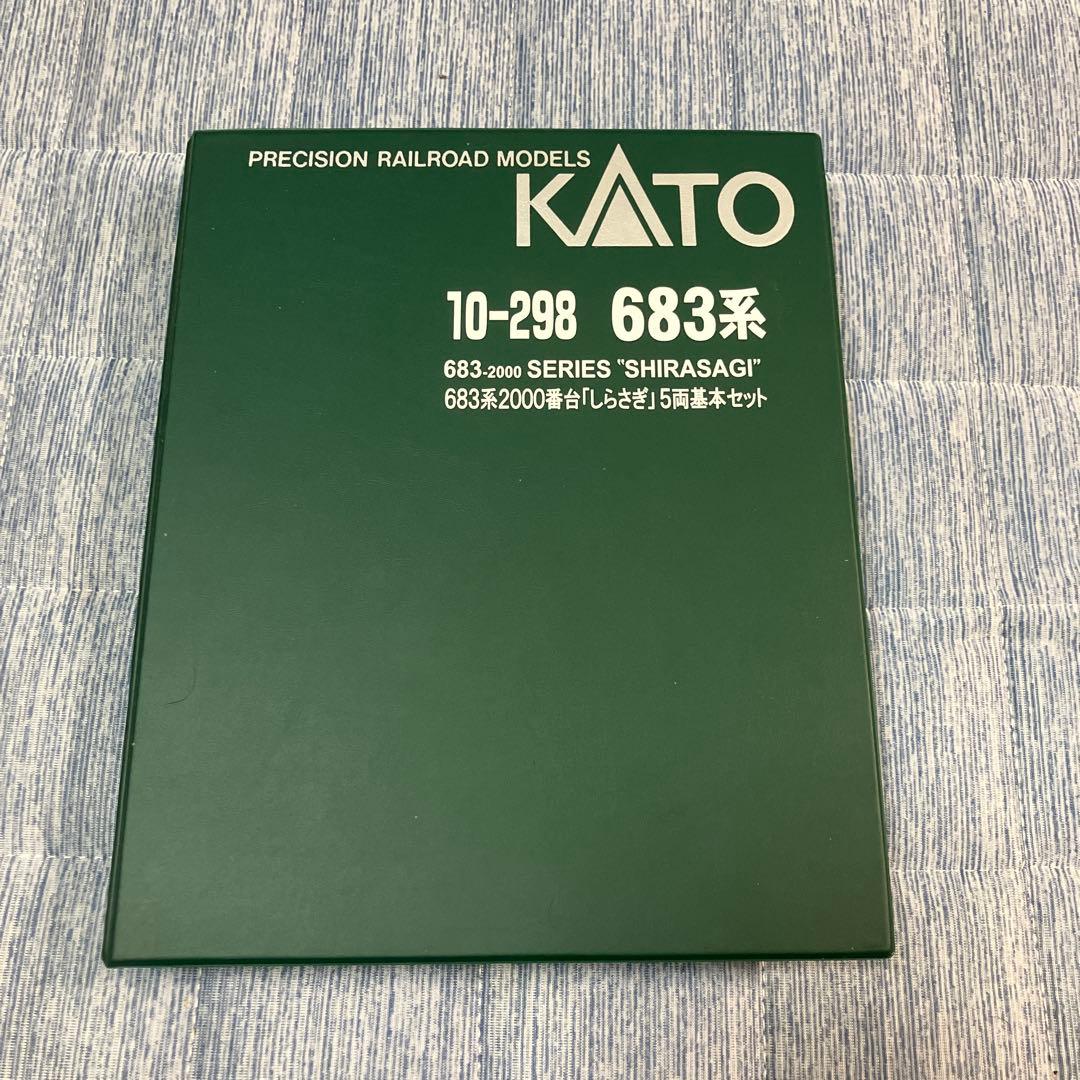 PRECISION RAILROAD MODELS
KATO
10-298 683系
683-2000 SERIES "SHIRASAGI"
683系2000番台「しらさぎ」5両基本セット